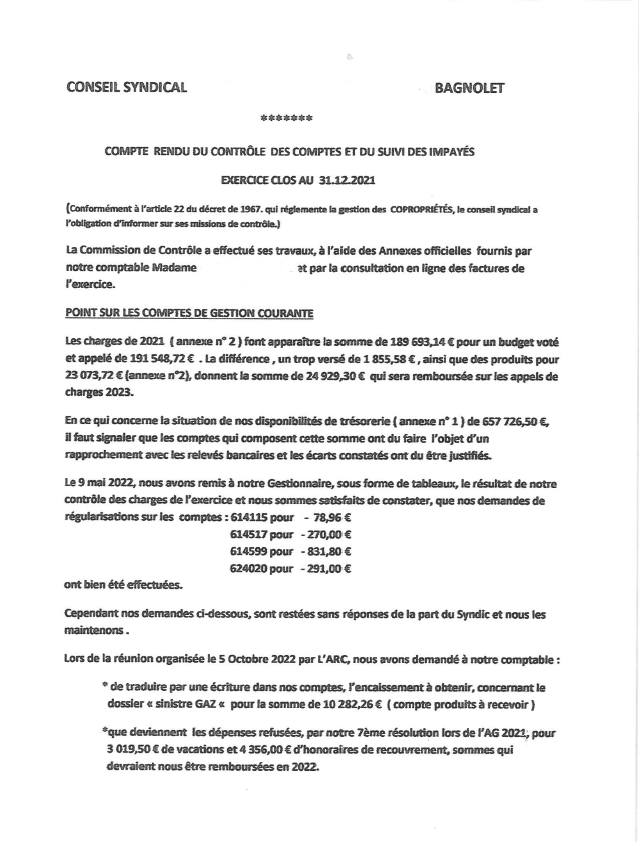 CONSEIL SYNDICAL BAGNOLET
*******
COMPTE RENDU DU CONTRÔLE DES COMPTES ET DU SUIVI DES IMPAYÉS
EXERCICE CLOS AU 31.12.2021
(Conformément à l'article 22 du décret de 1967. qui réglemente la gestion des COPROPRIÉTÉS, le conseil syndical a
l'obligation d'informer sur ses missions de contrôle.)
La Commission de Contrôle a effectué ses travaux, à l'aide des Annexes officielles fournis par
notre comptable Madame et par la consultation en ligne des factures de
l'exercice.
POINT SUR LES COMPTES DE GESTION COURANTE
Les charges de 2021 ( annexe n° 2 ) font apparaître la somme de 189 693,14 € pour un budget voté
et appelé de 191 548,72 € . La différence , un trop versé de 1 855,58 € , ainsi que des produits pour
23 073,72 € (annexe n°2), donnent la somme de 24 929,30 € qui sera remboursée sur les appels de
charges 2023.
En ce qui concerne la situation de nos disponibilités de trésorerie ( annexe n° 1 ) de 657 726,50 €,
il faut signaler que les comptes qui composent cette somme ont du faire l'objet d'un
rapprochement avec les relevés bancaires et les écarts constatés ont du être justifiés.
Le 9 mai 2022, nous avons remis à notre Gestionnaire, sous forme de tableaux, le résultat de notre
contrôle des charges de l'exercice et nous sommes satisfaits de constater, que nos demandes de
régularisations sur les comptes : 614115 pour - 78,96 €
614517 pour - 270,00 €
614599 pour - 831,80 €
624020 pour - 291,00 €
ont bien été effectuées.
Cependant nos demandes ci-dessous, sont restées sans réponses de la part du Syndic et nous les
maintenons .
Lors de la réunion organisée le 5 Octobre 2022 par L'ARC, nous avons demandé à notre comptable :
* de traduire par une écriture dans nos comptes, l'encaissement à obtenir, concernant le
dossier « sinistre GAZ « pour la somme de 10 282,26 € ( compte produits à recevoir )
*que deviennent les dépenses refusées, par notre 7ème résolution lors de l'AG 2021, pour
3 019,50 € de vacations et 4 356,00 € d'honoraires de recouvrement, sommes qui
devraient nous être remboursées en 2022.